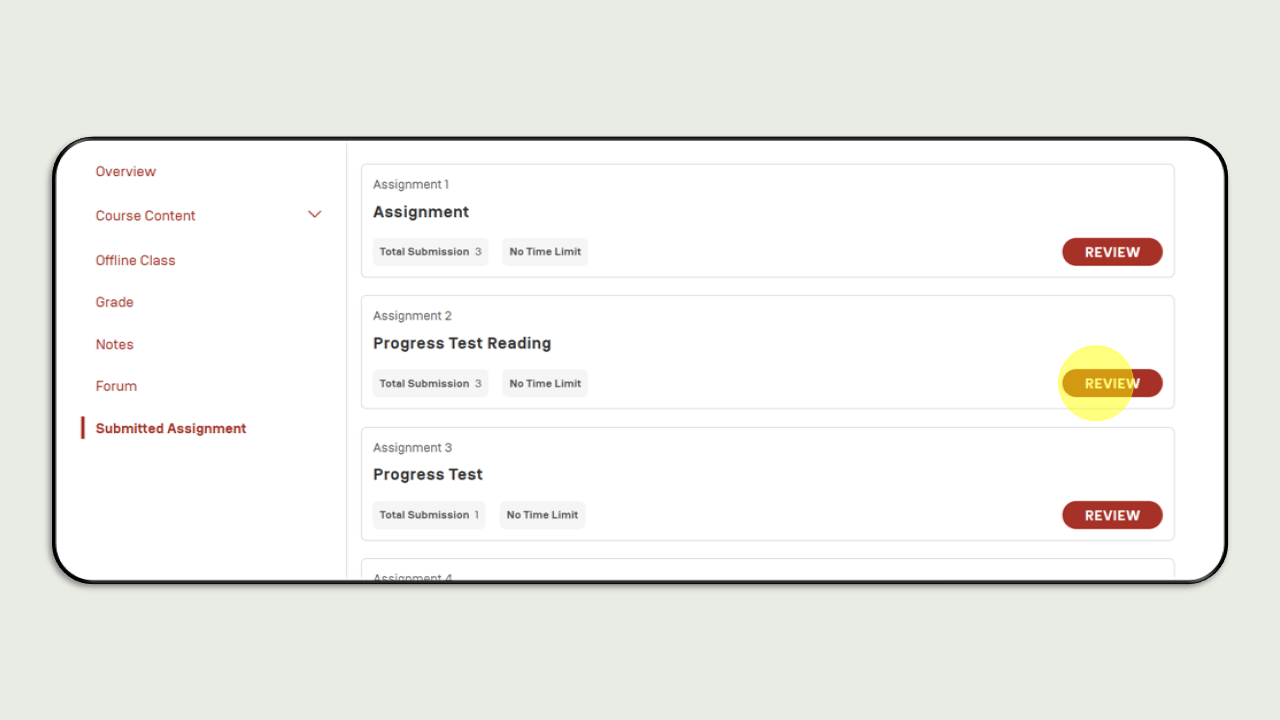 Overview
Course Content
Offline Class
Grade
Notes
Forum
Submitted Assignment
Assignment 1
Assignment
Total Submission 3 No Time Limit
REVIEW
Assignment 2
Progress Test Reading
Total Submission 3 No Time Limit
REVIEW
Assignment 3
Progress Test
Total Submission 1 No Time Limit
REVIEW
Assignment 4